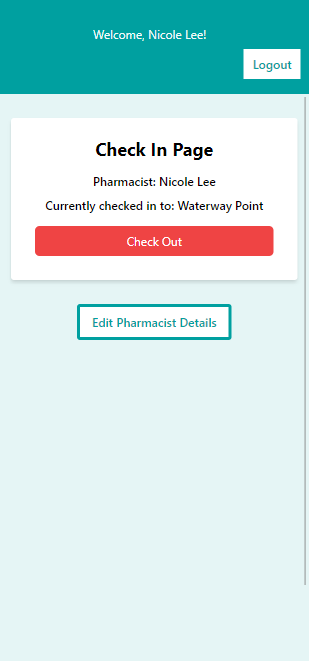 Welcome, Nicole Lee!
Logout
Check In Page
Pharmacist: Nicole Lee
Currently checked in to: Waterway Point
Check Out
Edit Pharmacist Details